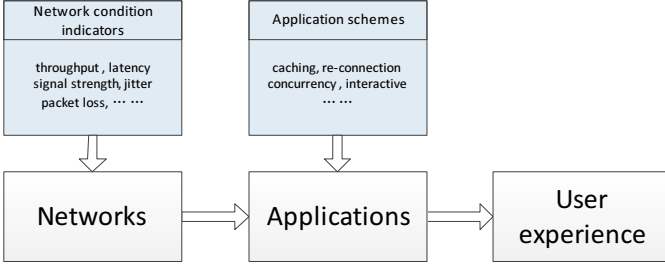 Network condition
indicators
throughput , latency
signal strength, jitter
packet loss, ... ...
Application schemes
caching, re-connection
concurrency , interactive
... ...
Networks
Applications
User
experience